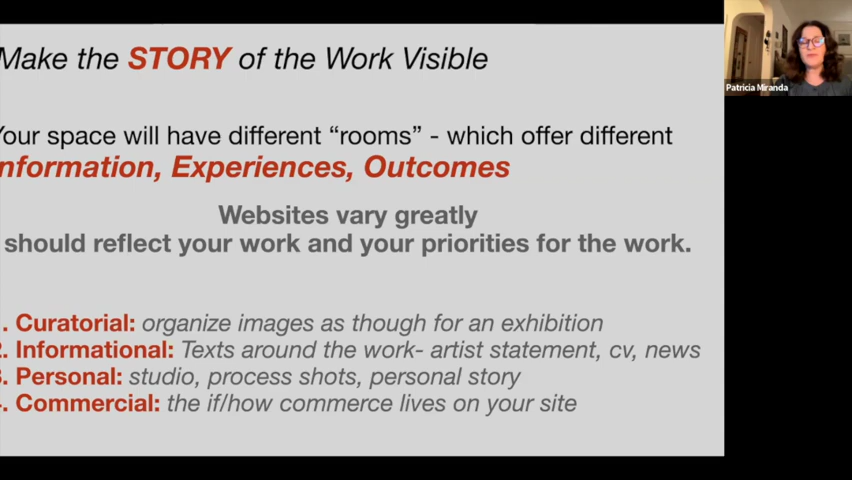 Make the STORY of the Work Visible
Patricia Miranda
Your space will have different “rooms” - which offer different
nformation, Experiences, Outcomes
Websites vary greatly
should reflect your work and your priorities for the work.
. Curatorial: organize images as though for an exhibition
2. Informational: Texts around the work- artist statement, cv, news
3. Personal: studio, process shots, personal story
. Commercial: the if/how commerce lives on your site